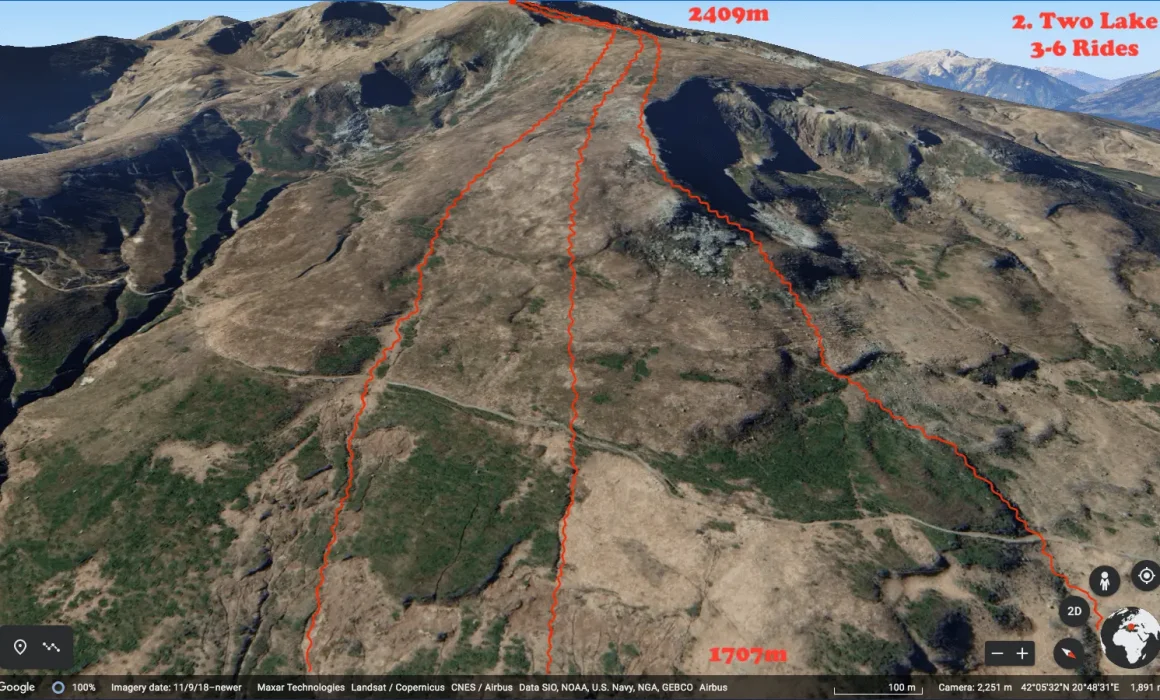 2409m
2. Two Lake
3-6 Rides
2D
1707m
Google
100%
Imagery date: 11/9/18–newer
Maxar Technologies Landsat / Copernicus CNES / Airbus Data SIO, NOAA, U.S. Navy, NGA, GEBCO Airbus
100 m
Camera: 2,251 m 42°05'32"N 20°48'31"E 1,891